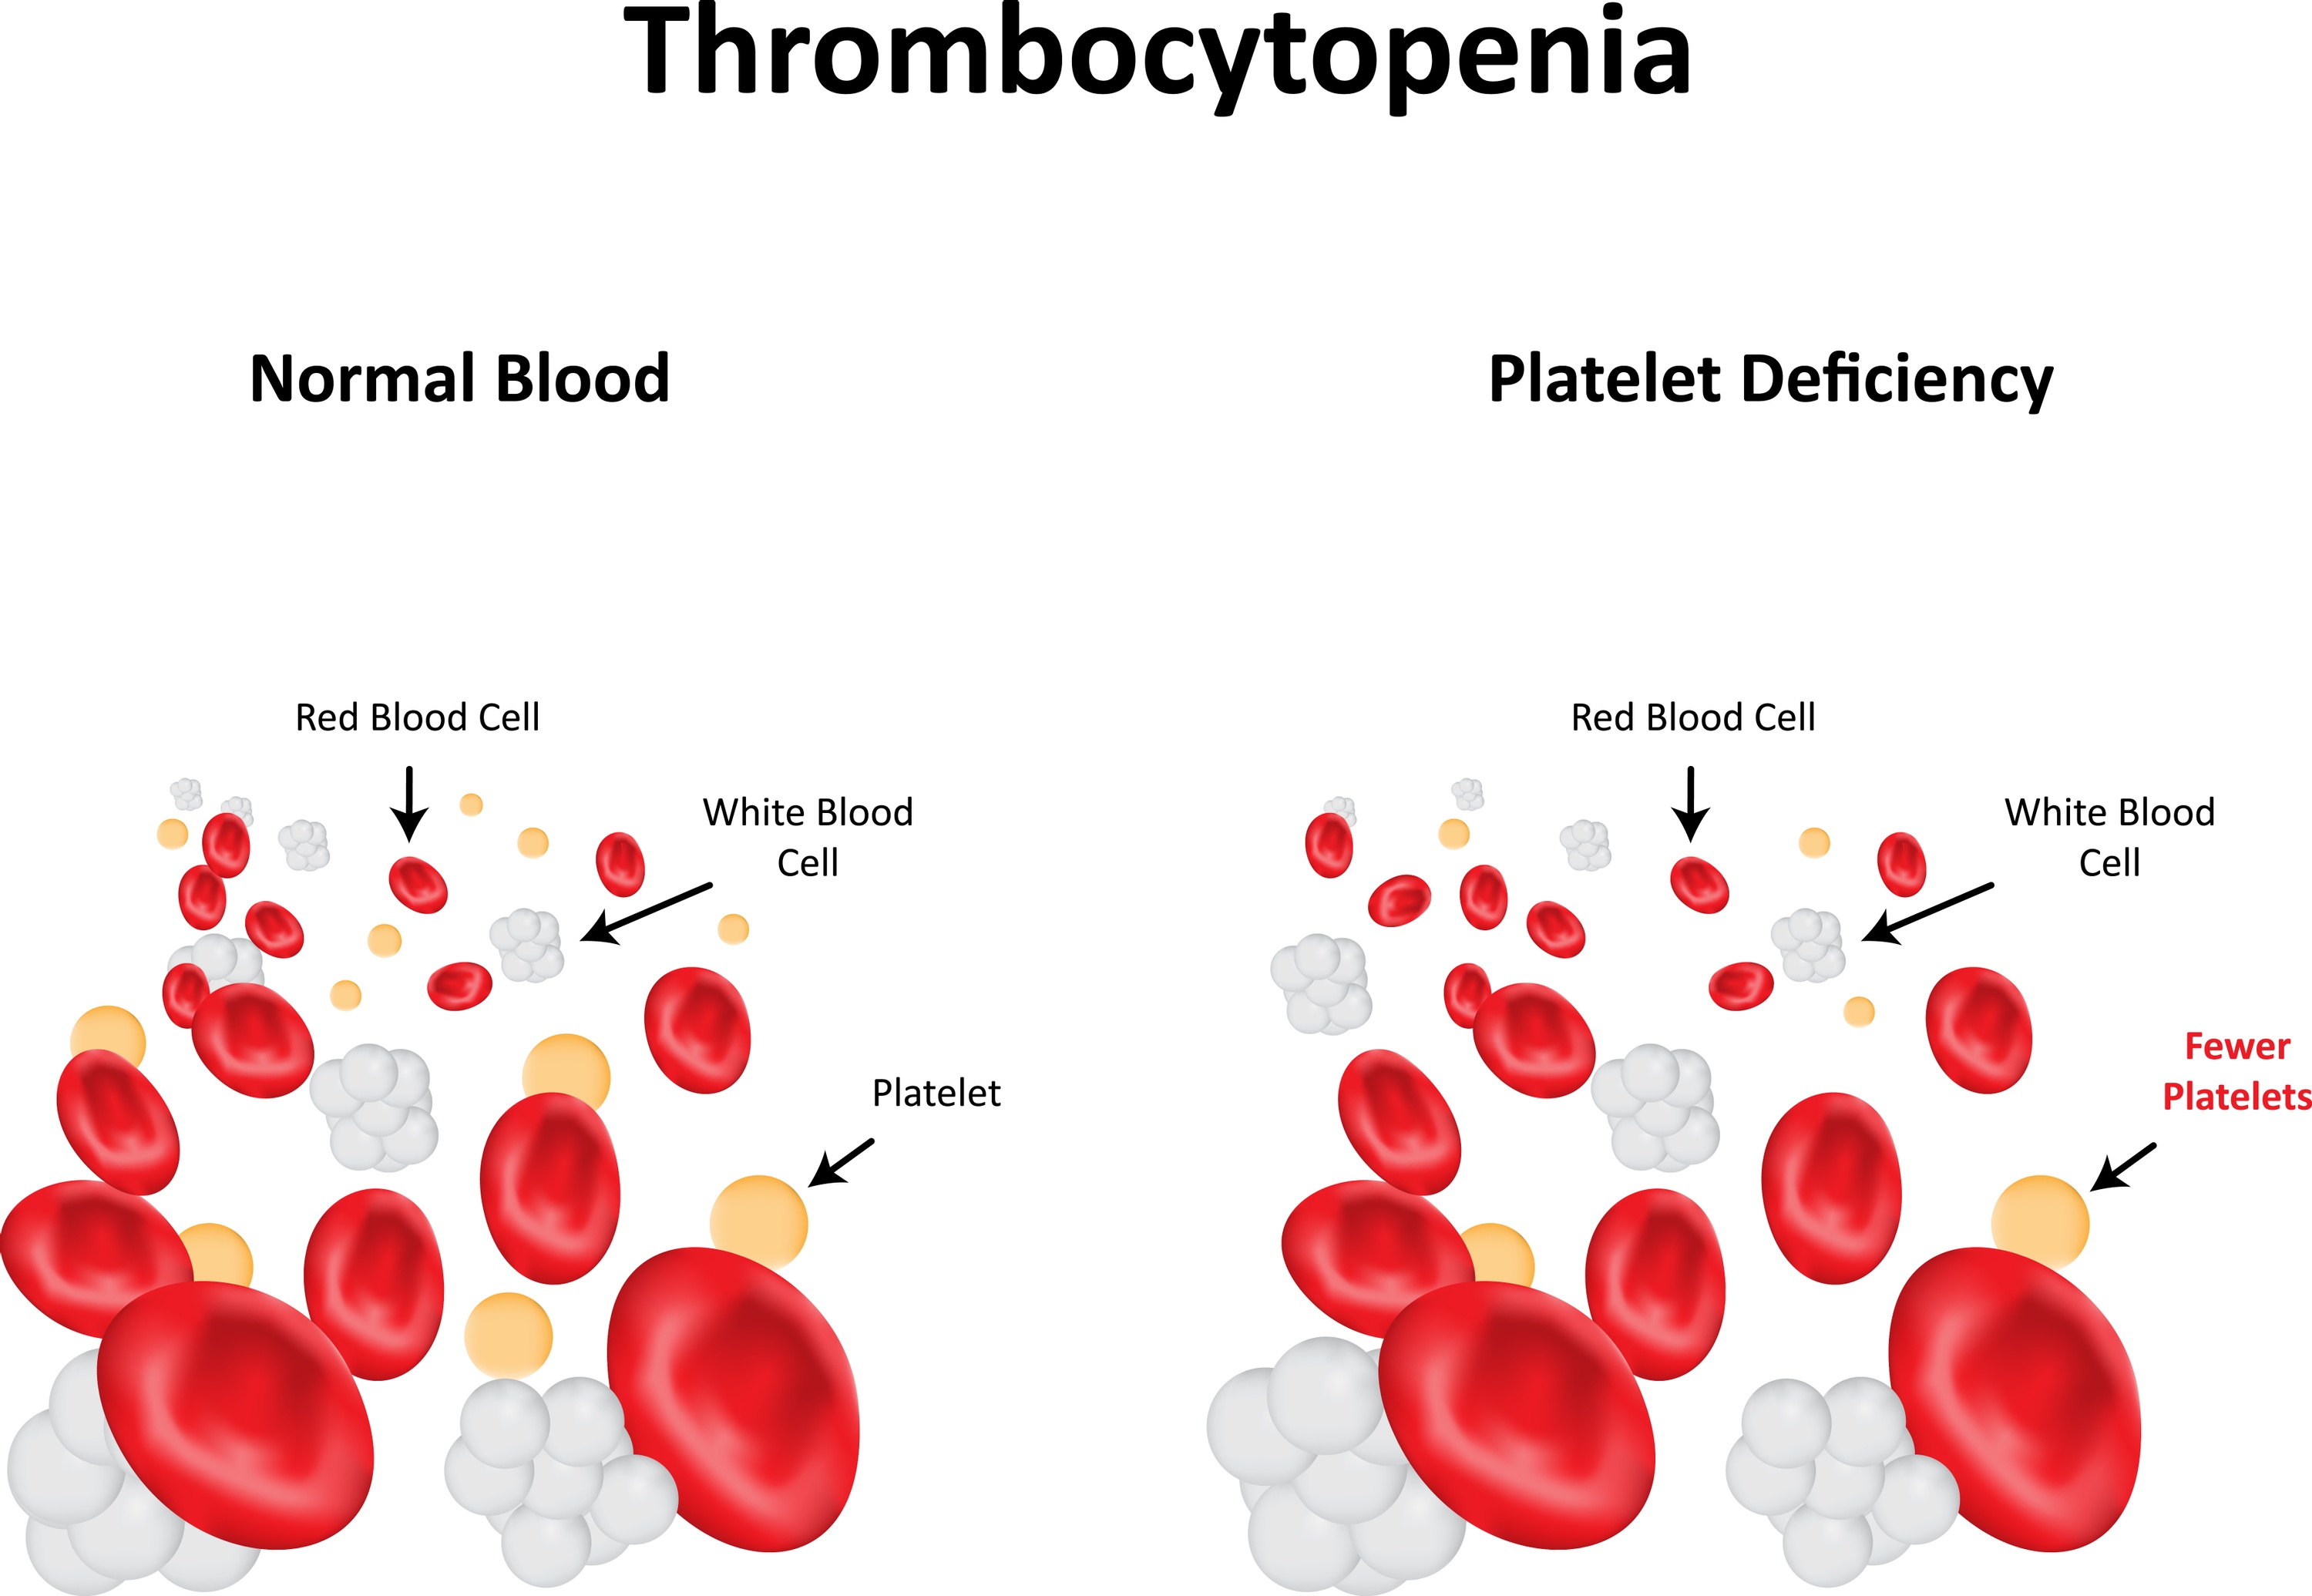 Thrombocytopenia
Normal Blood
Platelet Deficiency
Red Blood Cell
White Blood
Cell
Platelet
Red Blood Cell
White Blood
Cell
Fewer
Platelets